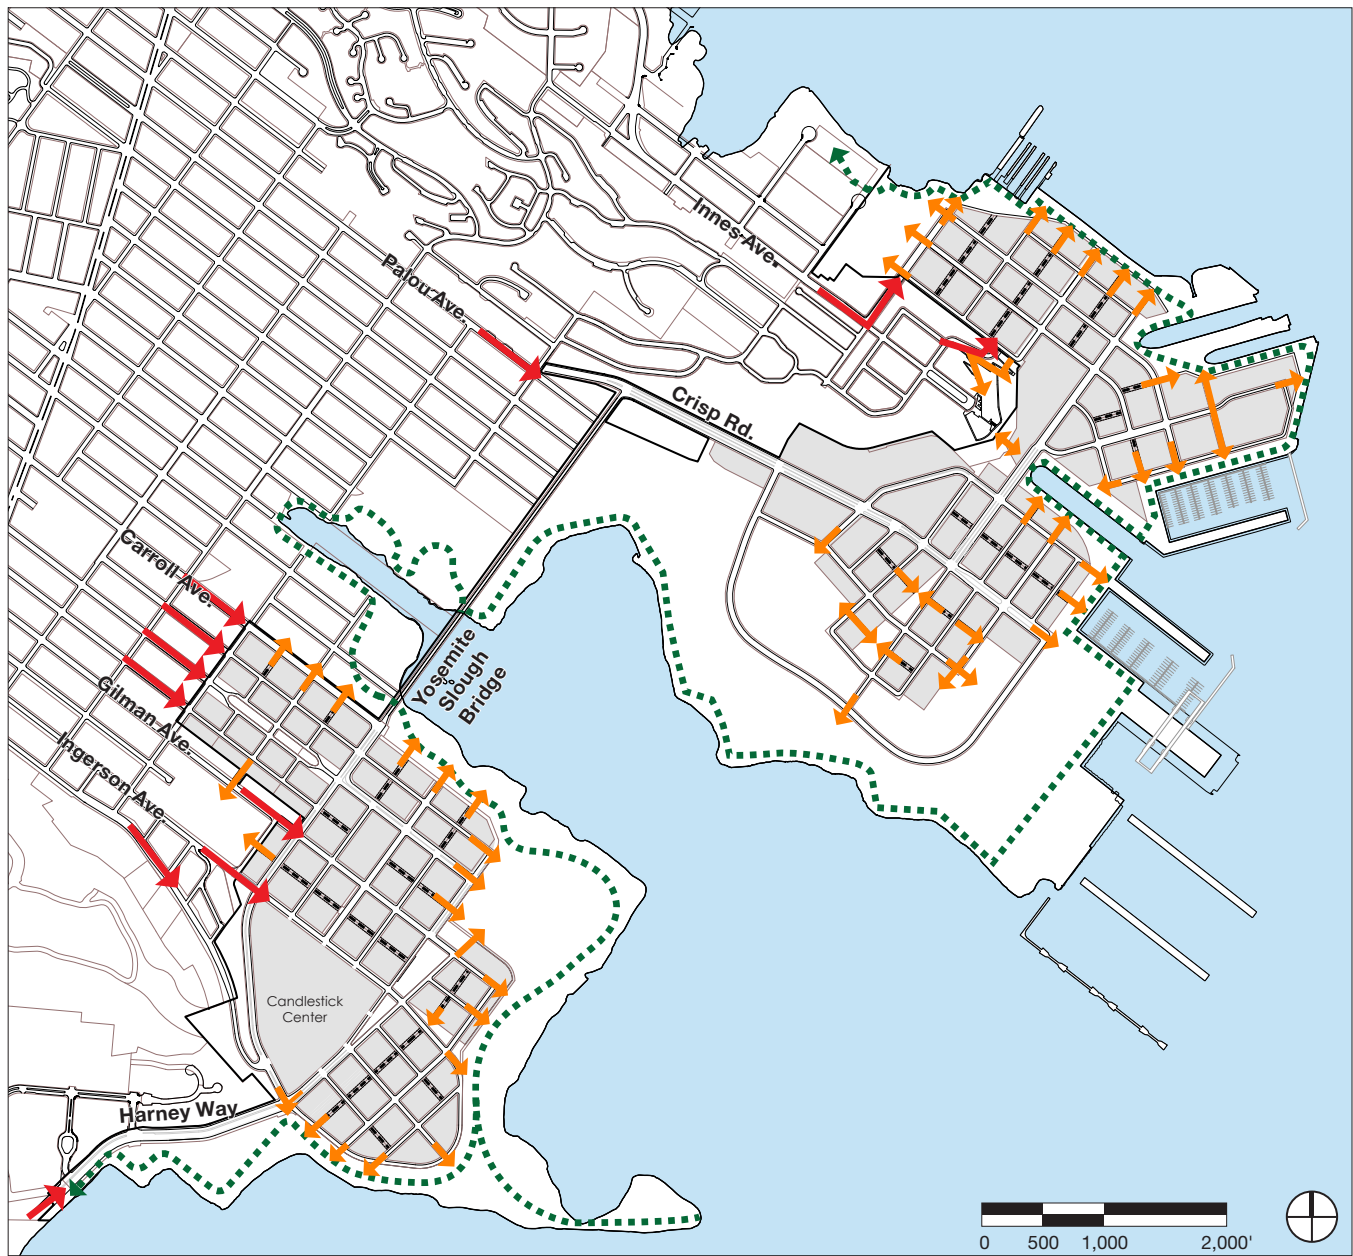 Innes Ave.
Palou Ave.
Crisp Rd.
Carroll Ave.
Yosemite
Slough
Bridge
Gilman Ave.
Ingerson Ave.
Candlestick
Center
Harney Way
0 500 1,000 2,000'